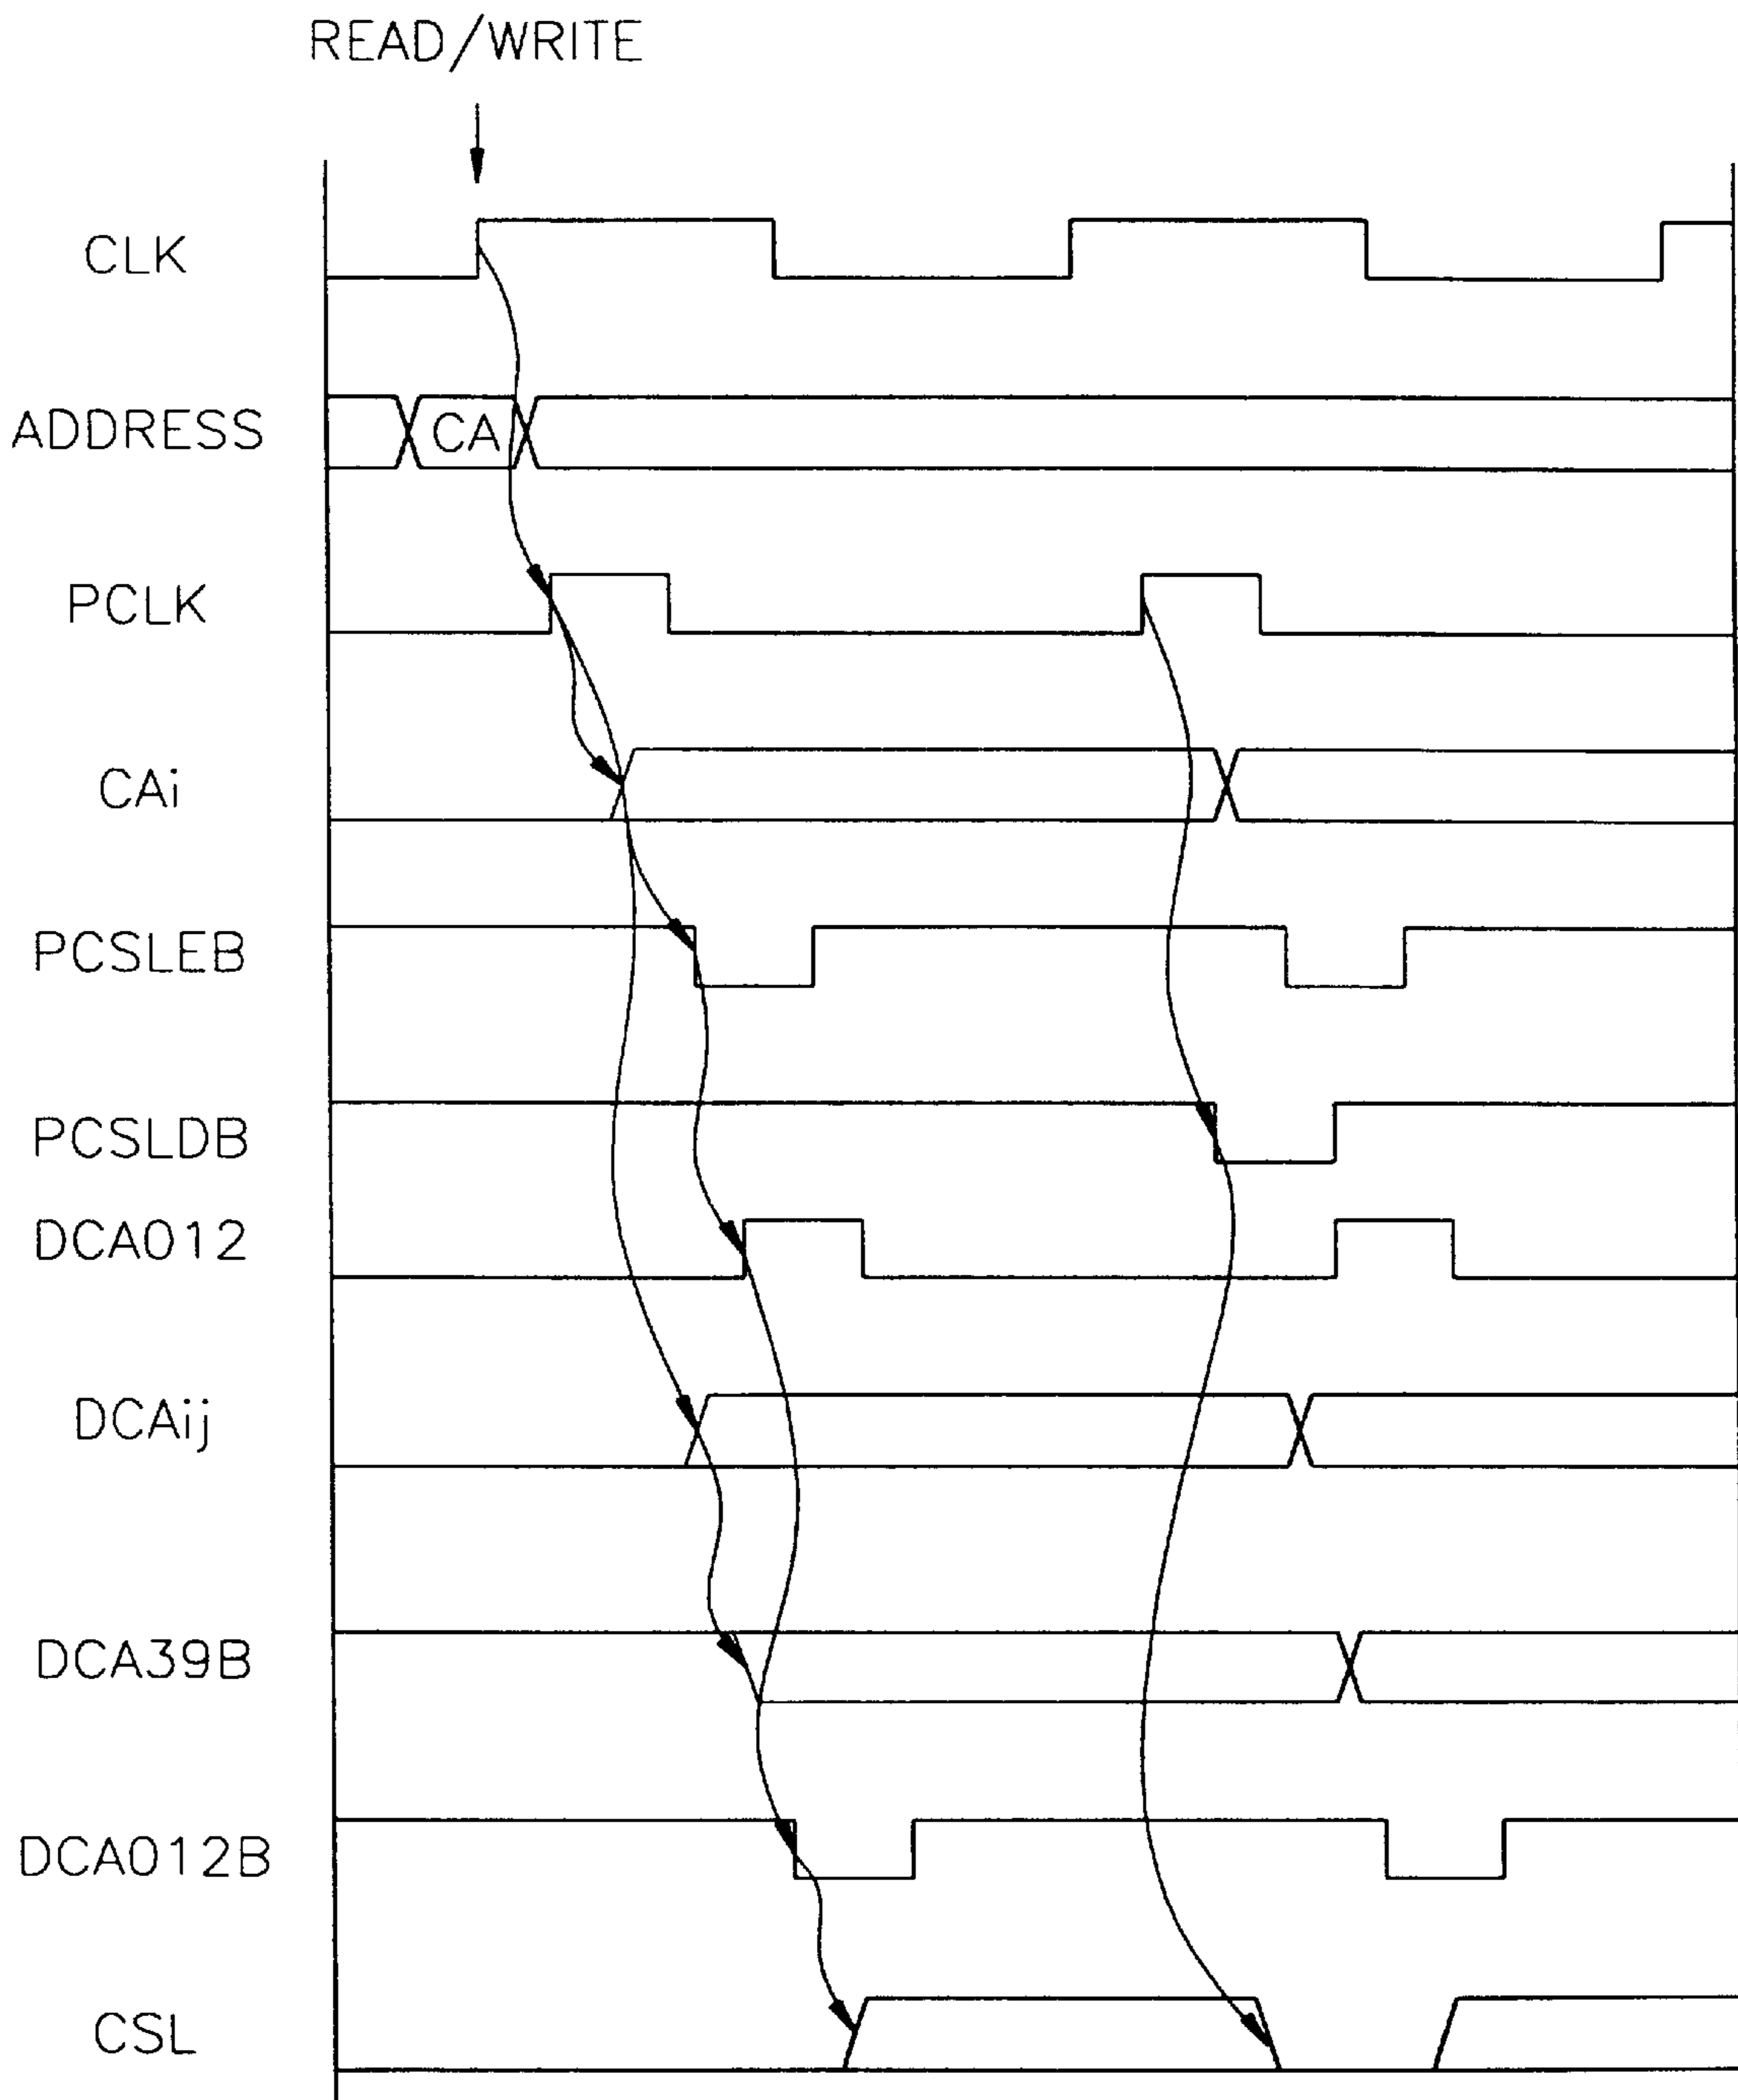 READ/WRITE
CLK
ADDRESS
CA
PCLK
CAi
PCSLEB
PCSLDB
DCA012
DCAij
DCA39B
DCA012B
CSL